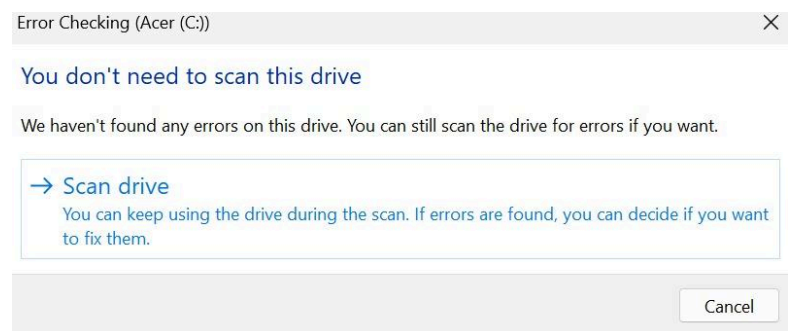 Error Checking (Acer (C:))
You don't need to scan this drive
We haven't found any errors on this drive. You can still scan the drive for errors if you want.
Scan drive
You can keep using the drive during the scan. If errors are found, you can decide if you want
to fix them.
Cancel